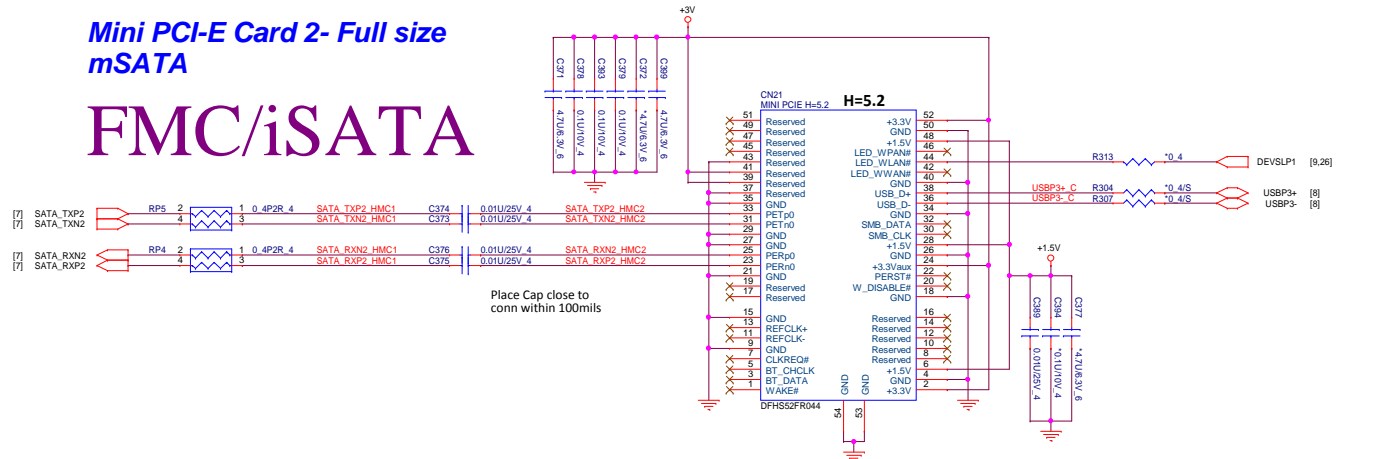 Mini PCI-E Card 2- Full size
mSATA
FMC/iSATA
+3V
C371
C378
C393
C379
C372
C399
4.7U/6.3V_6
0.1U/10V_4
0.1U/10V_4
0.1U/10V_4
*4.7U/6.3V_6
4.7U/6.3V_6
CN21
MINI PCIE H=5.2
H=5.2
51 Reserved
49 Reserved
47 Reserved
45 Reserved
43 Reserved
41 Reserved
39 Reserved
37 Reserved
35 GND
33 PETp0
31 PETn0
29 GND
27 GND
25 PERp0
23 PERn0
21 GND
19 Reserved
17 Reserved
15 GND
13 REFCLK+
11 REFCLK-
9 GND
7 CLKREQ#
5 BT_CHCLK
3 BT_DATA
1 WAKE#
+3.3V 52
GND 50
+1.5V 48
LED_WPAN# 46
LED_WLAN# 44
LED_WWAN# 42
GND 40
USB_D+ 38
USB_D- 36
GND 34
SMB_DATA 32
SMB_CLK 30
+1.5V 28
GND 26
+3.3Vaux 24
PERST# 22
W_DISABLE# 20
GND 18
Reserved 16
Reserved 14
Reserved 12
Reserved 10
Reserved 8
+1.5V 6
GND 4
+3.3V 2
GND 54
GND 53
DFHS52FR044
[7] SATA_TXP2 RP5 2 1 0_4P2R_4 SATA_TXP2_HMC1 C374 0.01U/25V_4 SATA_TXP2_HMC2
[7] SATA_TXN2 4 3 SATA_TXN2_HMC1 C373 0.01U/25V_4 SATA_TXN2_HMC2
[7] SATA_RXN2 RP4 2 1 0_4P2R_4 SATA_RXN2_HMC1 C376 0.01U/25V_4 SATA_RXN2_HMC2
[7] SATA_RXP2 4 3 SATA_RXP2_HMC1 C375 0.01U/25V_4 SATA_RXP2_HMC2
Place Cap close to
conn within 100mils
R313 *0_4 DEVSLP1 [9,26]
USBP3+_C R304 *0_4/S USBP3+ [8]
USBP3-_C R307 *0_4/S USBP3- [8]
+1.5V
C389
C394
C377
0.01U/25V_4
*0.1U/10V_4
*4.7U/6.3V_6